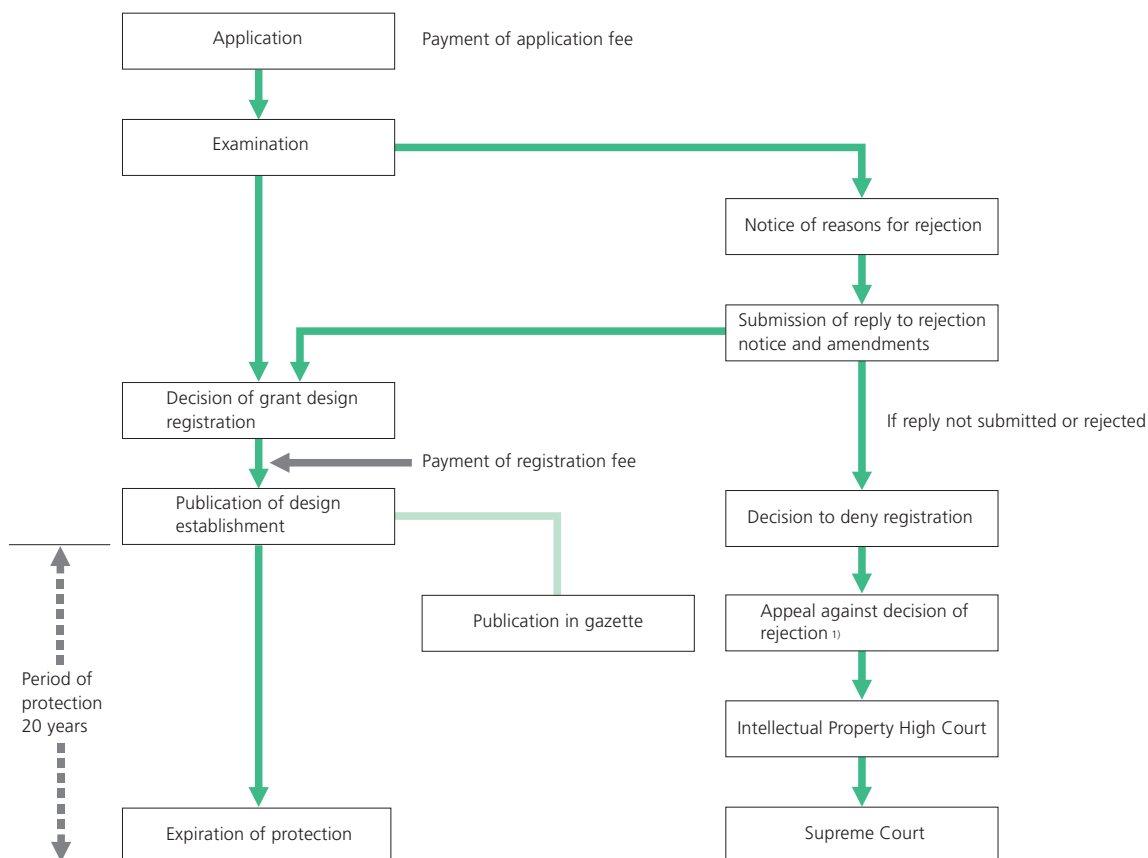 Application
Payment of application fee
Examination
Notice of reasons for rejection
Submission of reply to rejection
notice and amendments
Decision of grant design
registration
If reply not submitted or rejected
Payment of registration fee
Publication of design
establishment
Decision to deny registration
Publication in gazette
Appeal against decision of
rejection 1)
Period of
protection
20 years
Intellectual Property High Court
Expiration of protection
Supreme Court